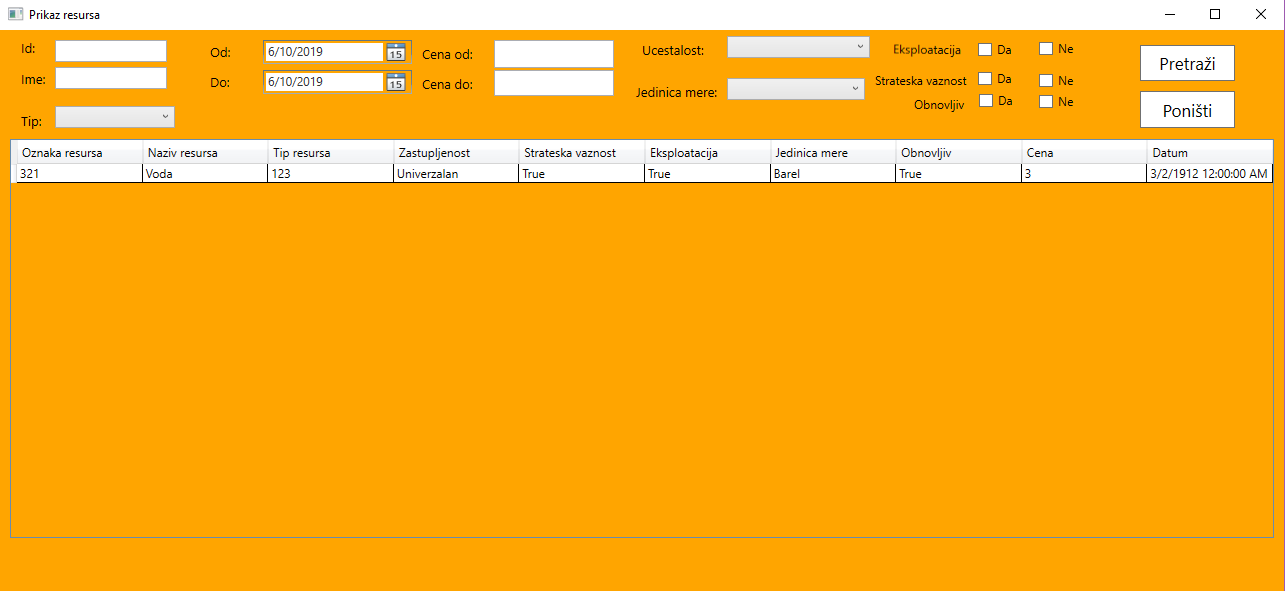 Prikaz resursa
Id:
Ime:
Tip:
Od: 6/10/2019 15
Do: 6/10/2019 15
Cena od:
Cena do:
Ucestalost:
Jedinica mere:
Eksploatacija Da Ne
Strateska vaznost Da Ne
Obnovljiv Da Ne
Pretraži
Poništi
Oznaka resursa Naziv resursa Tip resursa Zastupljenost Strateska vaznost Eksploatacija Jedinica mere Obnovljiv Cena Datum
321 Voda 123 Univerzalan True True Barel True 3 3/2/1912 12:00:00 AM